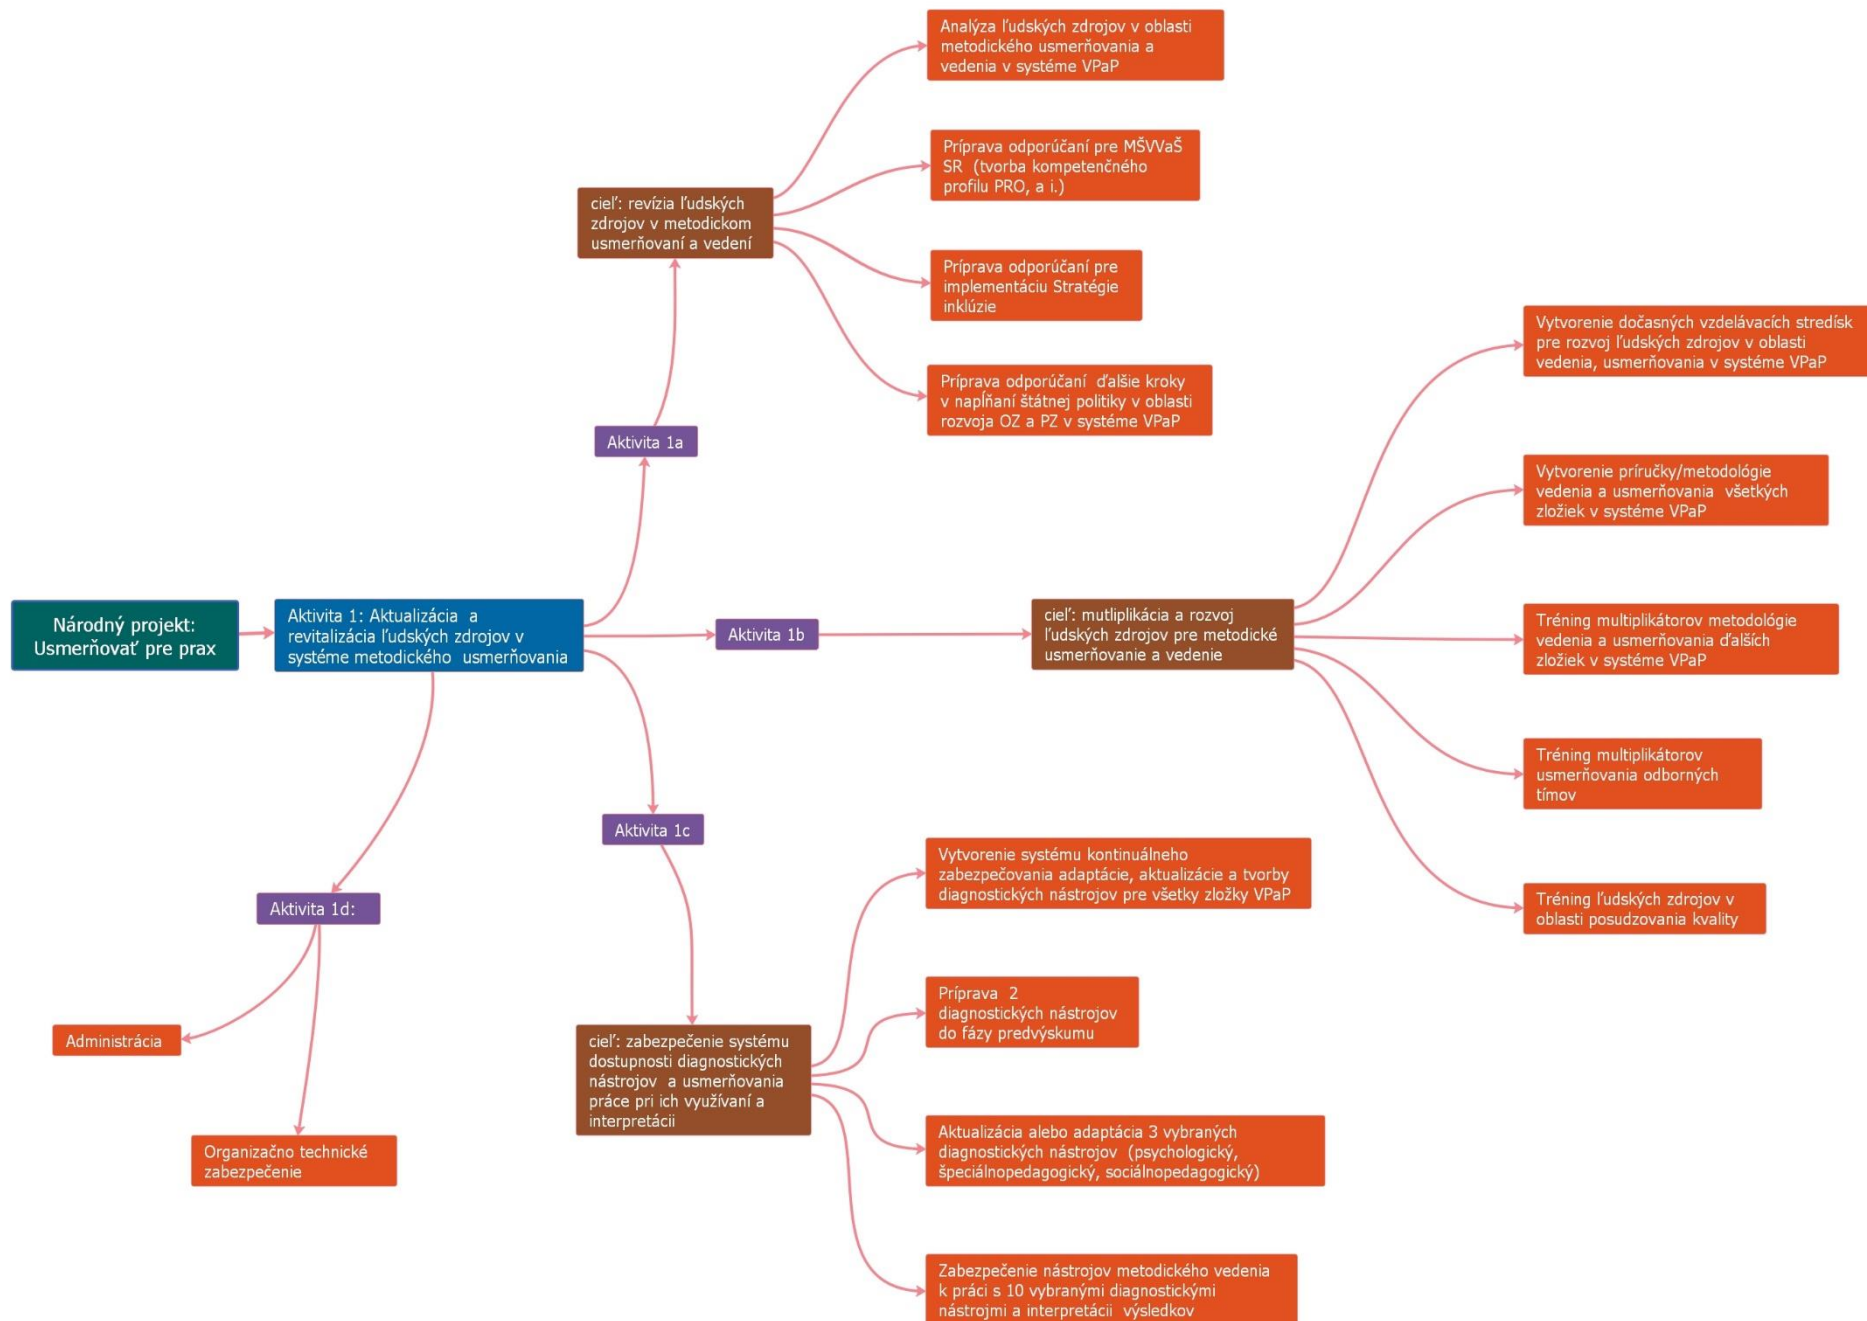 Národný projekt:
Usmerňovať pre prax
Aktivita 1: Aktualizácia a
revitalizácia ľudských zdrojov v
systéme metodického usmerňovania
Aktivita 1a
cieľ: revízia ľudských
zdrojov v metodickom
usmerňovaní a vedení
Analýza ľudských zdrojov v oblasti
metodického usmerňovania a
vedenia v systéme VPaP
Príprava odporúčaní pre MŠVVaŠ
SR (tvorba kompetenčného
profilu PRO, a i.)
Príprava odporúčaní pre
implementáciu Stratégie
inklúzie
Príprava odporúčaní ďalšie kroky
v napĺňaní štátnej politiky v oblasti
rozvoja OZ a PZ v systéme VPaP
Aktivita 1b
cieľ: mutliplikácia a rozvoj
ľudských zdrojov pre metodické
usmerňovanie a vedenie
Vytvorenie dočasných vzdelávacích stredísk
pre rozvoj ľudských zdrojov v oblasti
vedenia, usmerňovania v systéme VPaP
Vytvorenie príručky/metodológie
vedenia a usmerňovania všetkých
zložiek v systéme VPaP
Tréning multiplikátorov metodológie
vedenia a usmerňovania ďalších
zložiek v systéme VPaP
Tréning multiplikátorov
usmerňovania odborných
tímov
Tréning ľudských zdrojov v
oblasti posudzovania kvality
Aktivita 1c
cieľ: zabezpečenie systému
dostupnosti diagnostických
nástrojov a usmerňovania
práce pri ich využívaní a
interpretácii
Vytvorenie systému kontinuálneho
zabezpečovania adaptácie, aktualizácie a tvorby
diagnostických nástrojov pre všetky zložky VPaP
Príprava 2
diagnostických nástrojov
do fázy predvýskumu
Aktualizácia alebo adaptácia 3 vybraných
diagnostických nástrojov (psychologický,
špeciálnopedagogický, sociálnopedagogický)
Zabezpečenie nástrojov metodického vedenia
k práci s 10 vybranými diagnostickými
nástrojmi a interpretácii výsledkov
Aktivita 1d:
Administrácia
Organizačno technické
zabezpečenie